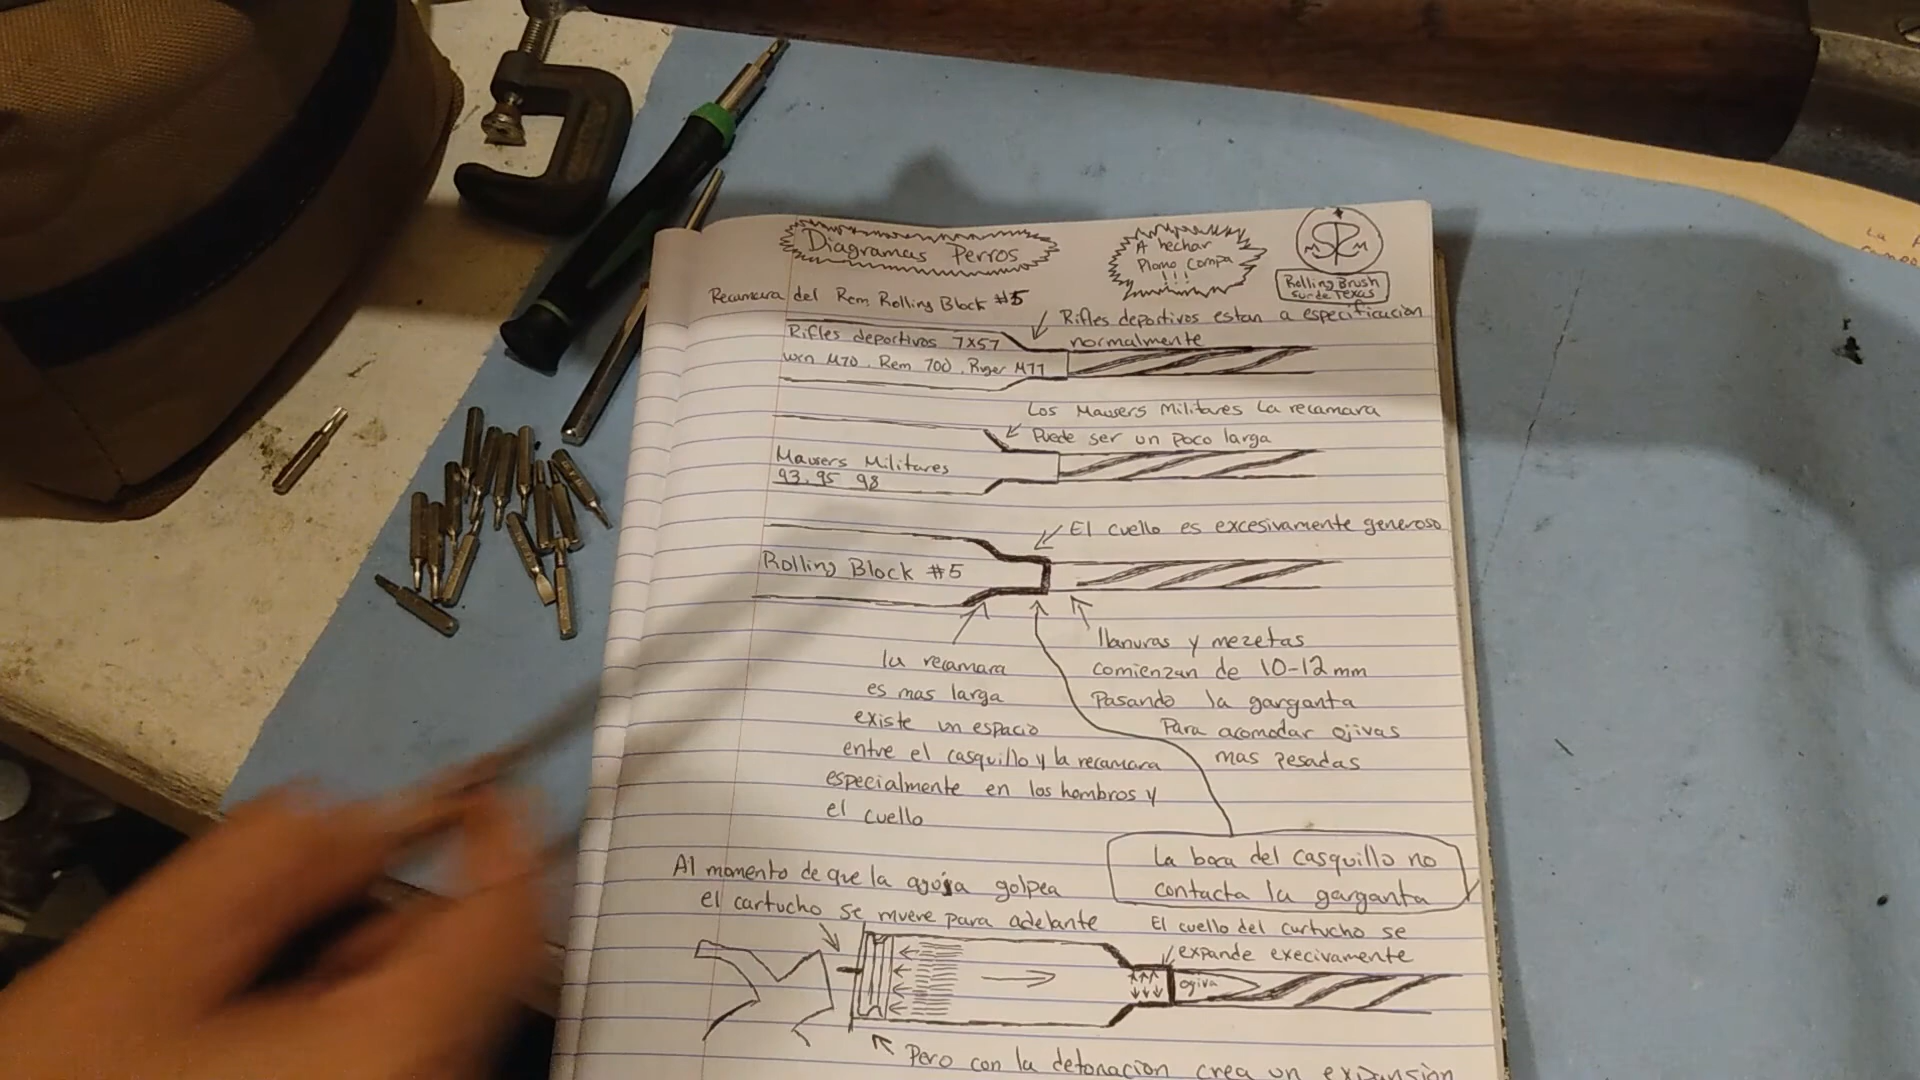 Diagramas Perros
A hechar
Plomo Compa
!!!
M SR M
Rolling Brush
Sur de Texas
Recamara del Rem Rolling Block #5
Rifles deportivos estan a especificacion
normalmente
Rifles deportivos 7X57
Win M70, Rem 700, Ruger M77
Los Mausers Militares la recamara
Puede ser un poco larga
Mausers Militares
93, 95 98
El cuello es excesivamente generoso
Rolling Block #5
la recamara
es mas larga
existe un espacio
entre el casquillo y la recamara
especialmente en los hombros y
el cuello
llanuras y mezetas
comienzan de 10-12 mm
Pasando la garganta
Para acomodar ojivas
mas pesadas
La boca del casquillo no
contacta la garganta
Al momento de que la aguja golpea
el cartucho se mueve para adelante
El cuello del cartucho se
expande execivamente
ogiva
Pero con la detonacion crea un expansion